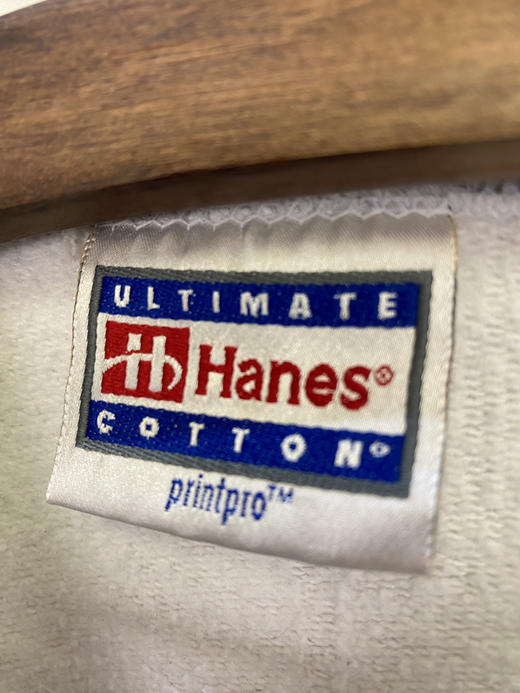 ULTIMATE
h Hanes®
COTTON®
printpro™